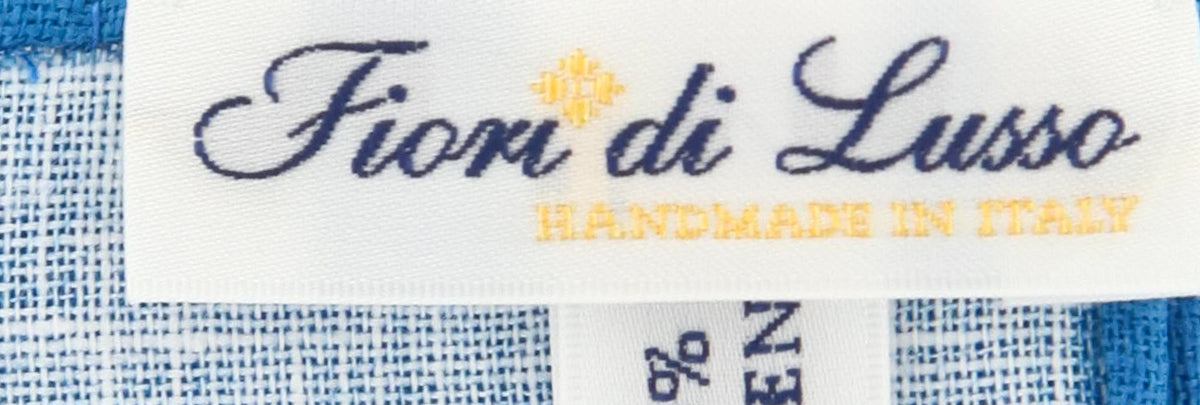 Fiori di Lusso
HANDMADE IN ITALY
%